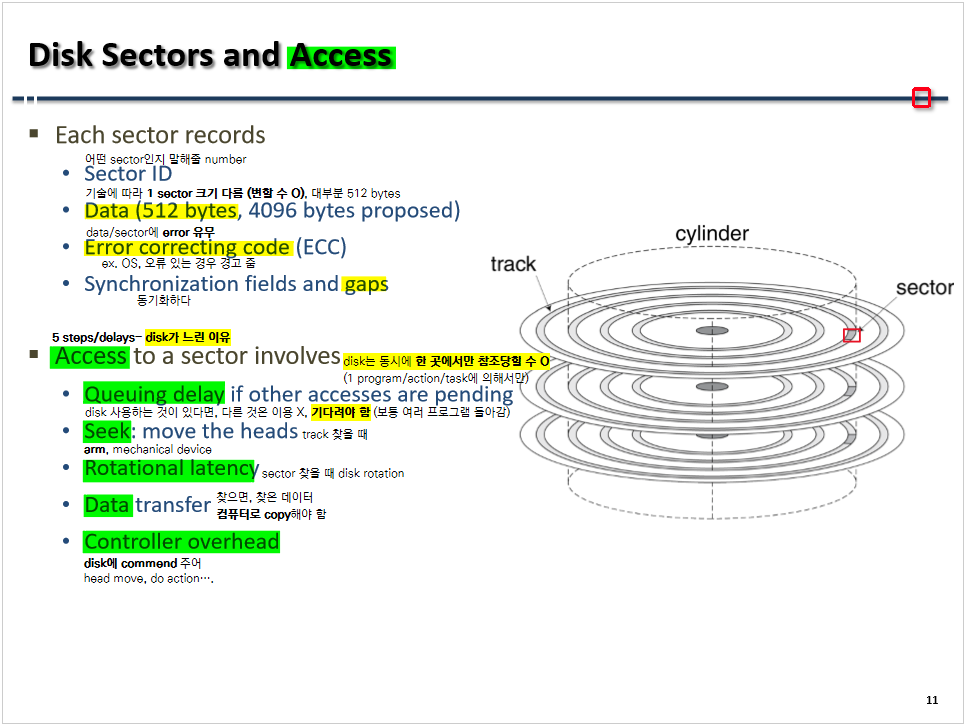 Disk Sectors and Access
Each sector records
어떤 sector인지 말해줄 number
Sector ID
기술에 따라 1 sector 크기 다름 (변할 수 O), 대부분 512 bytes
Data (512 bytes, 4096 bytes proposed)
data/sector에 error 유무
Error correcting code (ECC)
ex. OS, 오류 있는 경우 경고 줌
Synchronization fields and gaps
동기화하다
5 steps/delays– disk가 느린 이유
Access to a sector involves
disk는 동시에 한 곳에서만 참조당할 수 O
(1 program/action/task에 의해서만)
Queuing delay if other accesses are pending
disk 사용하는 것이 있다면, 다른 것은 이용 X, 기다려야 함 (보통 여러 프로그램 돌아감)
Seek: move the heads track 찾을 때
arm, mechanical device
Rotational latency sector 찾을 때 disk rotation
Data transfer
찾으면, 찾은 데이터
컴퓨터로 copy해야 함
Controller overhead
disk에 commend 주어
head move, do action….
cylinder
track
sector
11